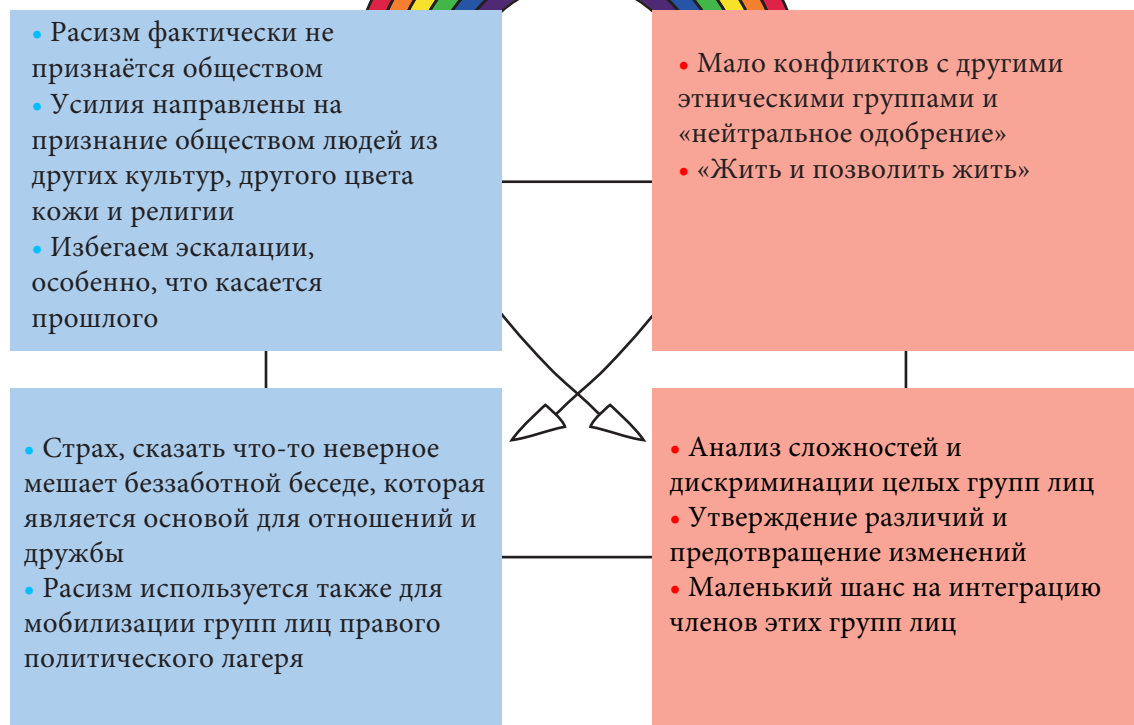 • Расизм фактически не
признаётся обществом
• Усилия направлены на
признание обществом людей из
других культур, другого цвета
кожи и религии
• Избегаем эскалации,
особенно, что касается
прошлого
• Мало конфликтов с другими
этническими группами и
«нейтральное одобрение»
• «Жить и позволить жить»
• Страх, сказать что-то неверное
мешает беззаботной беседе, которая
является основой для отношений и
дружбы
• Расизм используется также для
мобилизации групп лиц правого
политического лагеря
• Анализ сложностей и
дискриминации целых групп лиц
• Утверждение различий и
предотвращение изменений
• Маленький шанс на интеграцию
членов этих групп лиц